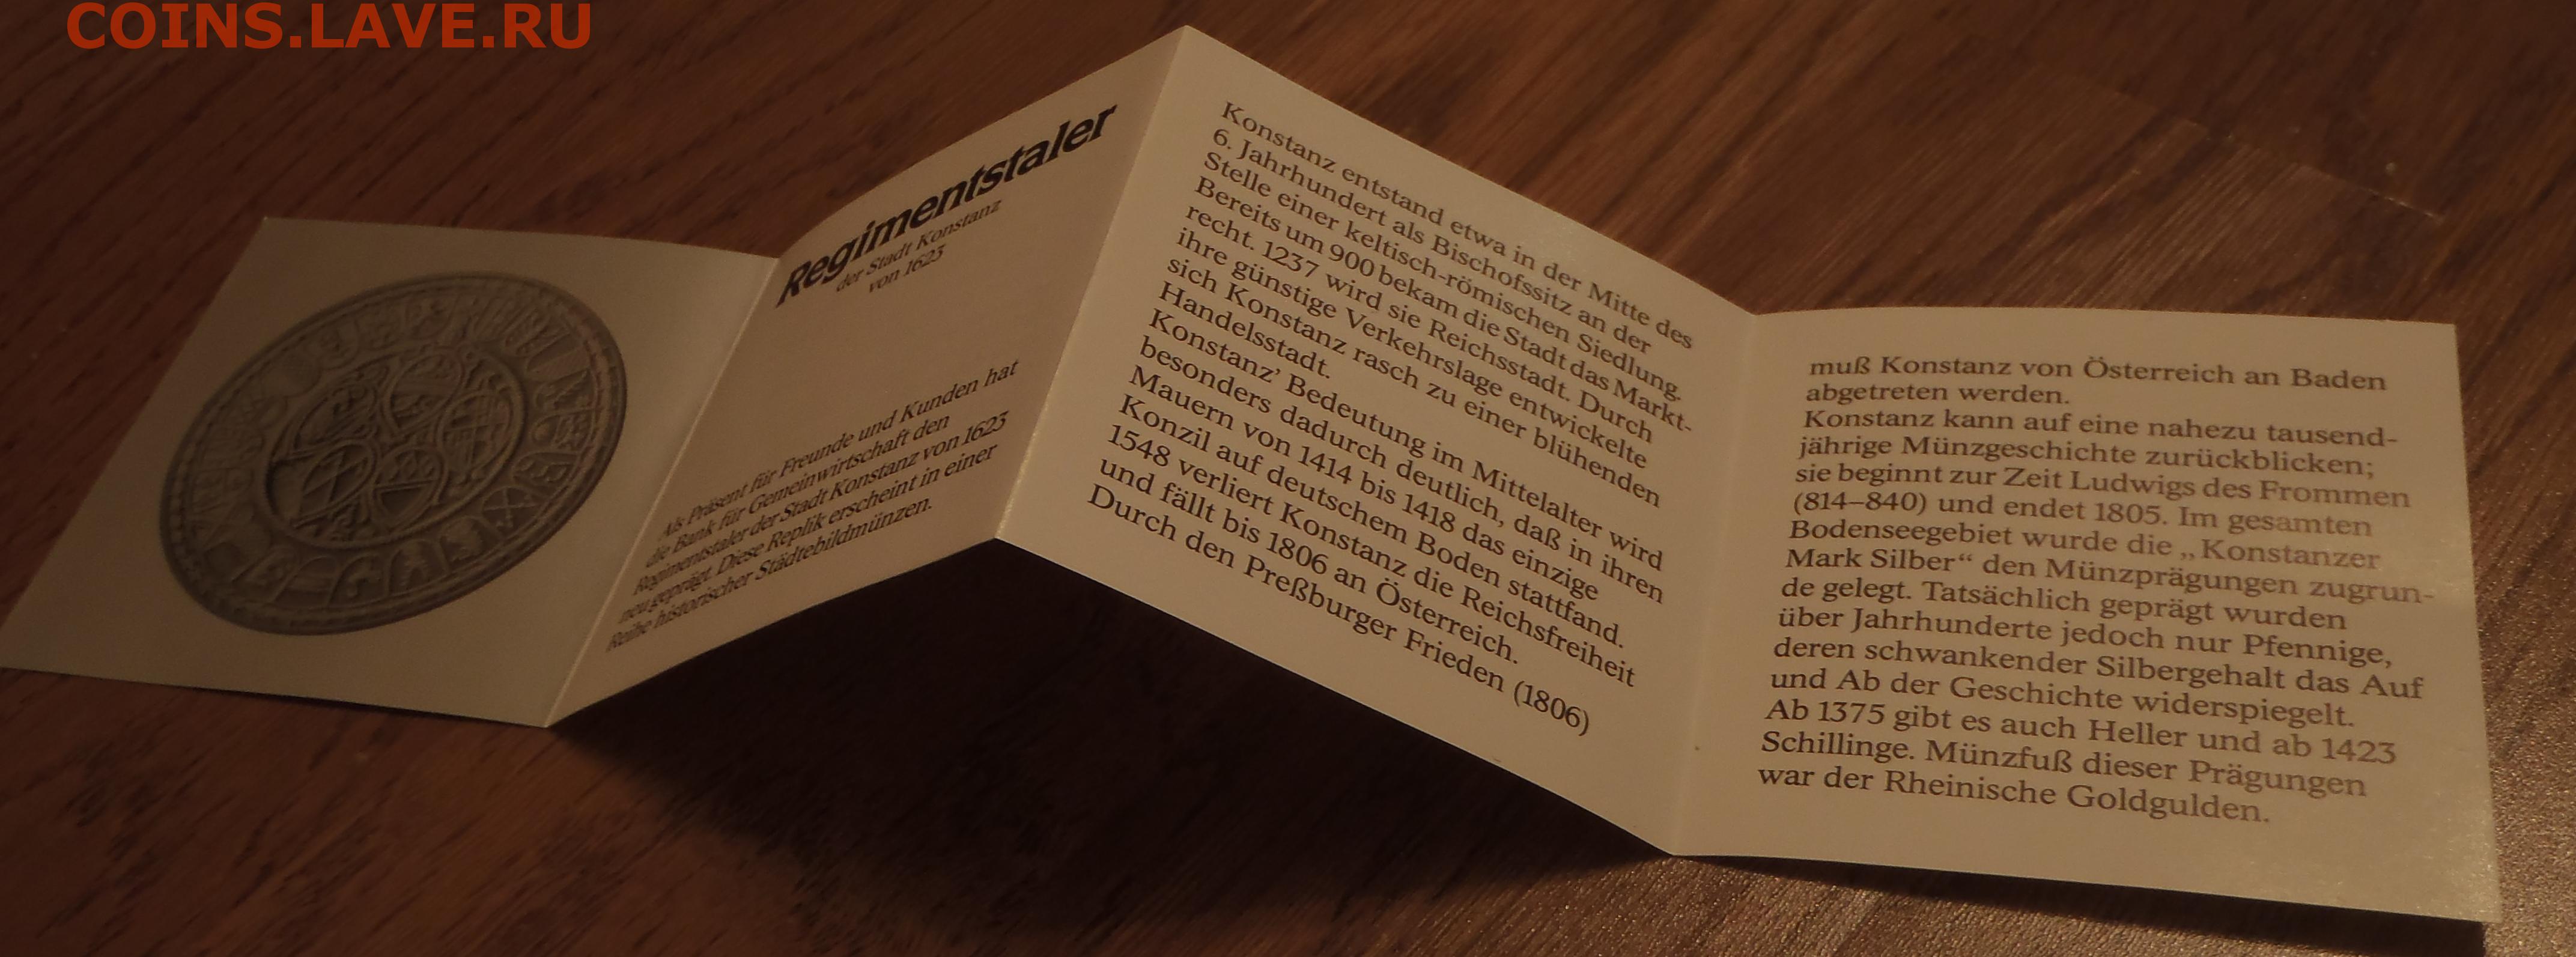 COINS.LAVE.RU
Regimentstaler
der Stadt Konstanz
von 1623
Als Präsent für Freunde und Kunden hat
die Bank für Gemeinwirtschaft den
Regimentstaler der Stadt Konstanz von 1623
neu geprägt. Diese Replik erscheint in einer
Reihe historischer Städtebildmünzen.
Konstanz entstand etwa in der Mitte des
6. Jahrhundert als Bischofssitz an der
Stelle einer keltisch-römischen Siedlung.
Bereits um 900 bekam die Stadt das Markt-
recht. 1237 wird sie Reichsstadt. Durch
ihre günstige Verkehrslage entwickelte
sich Konstanz rasch zu einer blühenden
Handelsstadt.
Konstanz’ Bedeutung im Mittelalter wird
besonders dadurch deutlich, daß in ihren
Mauern von 1414 bis 1418 das einzige
Konzil auf deutschem Boden stattfand.
1548 verliert Konstanz die Reichsfreiheit
und fällt bis 1806 an Österreich.
Durch den Preßburger Frieden (1806)
muß Konstanz von Österreich an Baden
abgetreten werden.
Konstanz kann auf eine nahezu tausend-
jährige Münzgeschichte zurückblicken;
sie beginnt zur Zeit Ludwigs des Frommen
(814–840) und endet 1805. Im gesamten
Bodenseegebiet wurde die „Konstanzer
Mark Silber“ den Münzprägungen zugrun-
de gelegt. Tatsächlich geprägt wurden
über Jahrhunderte jedoch nur Pfennige,
deren schwankender Silbergehalt das Auf
und Ab der Geschichte widerspiegelt.
Ab 1375 gibt es auch Heller und ab 1423
Schillinge. Münzfuß dieser Prägungen
war der Rheinische Goldgulden.